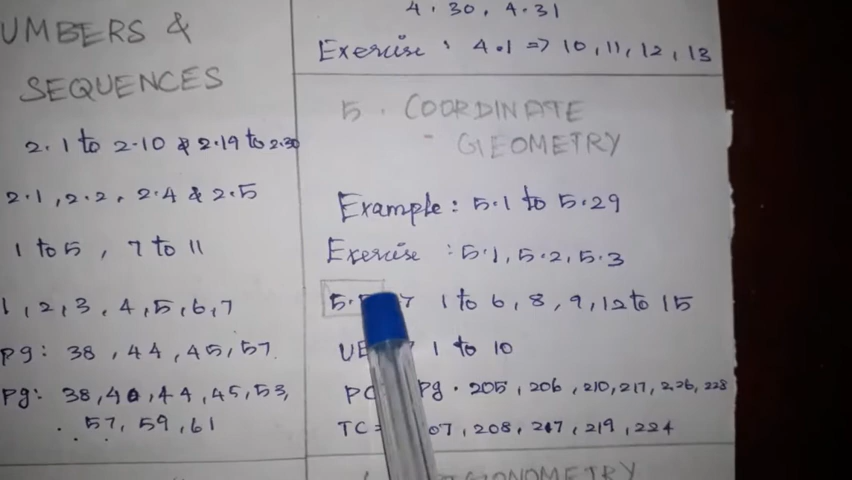 UMBERS &
SEQUENCES
2.1 to 2.10 & 2.19 to 2.30
2.1, 2.2, 2.4 & 2.5
1 to 5, 7 to 11
1, 2, 3, 4, 5, 6, 7
pg: 38, 44, 45, 57
pg: 38, 40, 44, 45, 53,
57, 59, 61
4.30, 4.31
Exercise : 4.1 => 10, 11, 12, 13
5. COORDINATE
- GEOMETRY
Example : 5.1 to 5.29
Exercise : 5.1, 5.2, 5.3
1 to 6, 8, 9, 12 to 15
1 to 10
pg. 205, 206, 210, 217, 226, 228
TC = 07, 208, 217, 219, 224